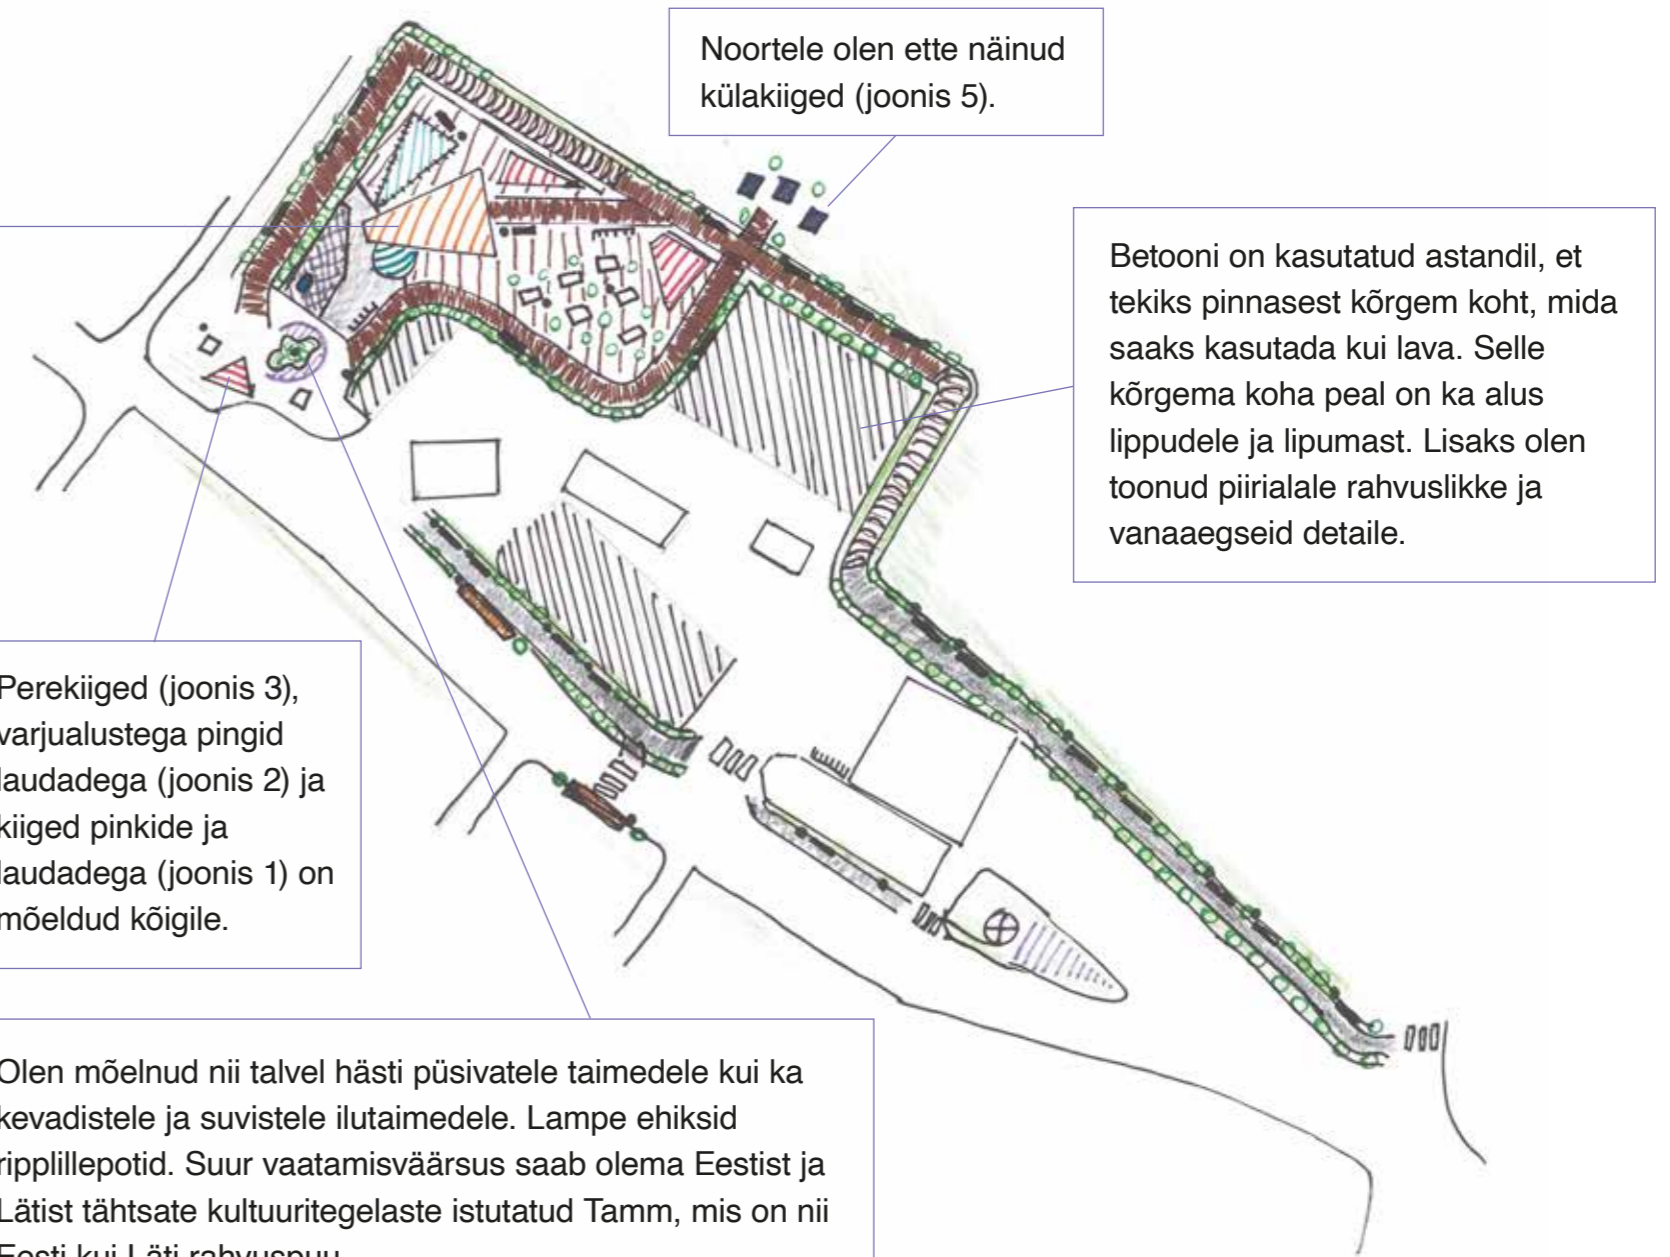 Noortele olen ette näinud
külakiiged (joonis 5).
Betooni on kasutatud astandil, et
tekiks pinnasest kõrgem koht, mida
saaks kasutada kui lava. Selle
kõrgema koha peal on ka alus
lippudele ja lipumast. Lisaks olen
toonud piirialale rahvuslikke ja
vanaaegseid detaile.
Perekiiged (joonis 3),
varjualustega pingid
laudadega (joonis 2) ja
kiiged pinkide ja
laudadega (joonis 1) on
mõeldud kõigile.
Olen mõelnud nii talvel hästi püsivatele taimedele kui ka
kevadistele ja suvistele ilutaimedele. Lampe ehiksid
ripplillepotid. Suur vaatamisväärsus saab olema Eestist ja
Lätist tähtsate kultuuritegelaste istutatud Tamm, mis on nii
Eesti kui Läti rahvuspuu